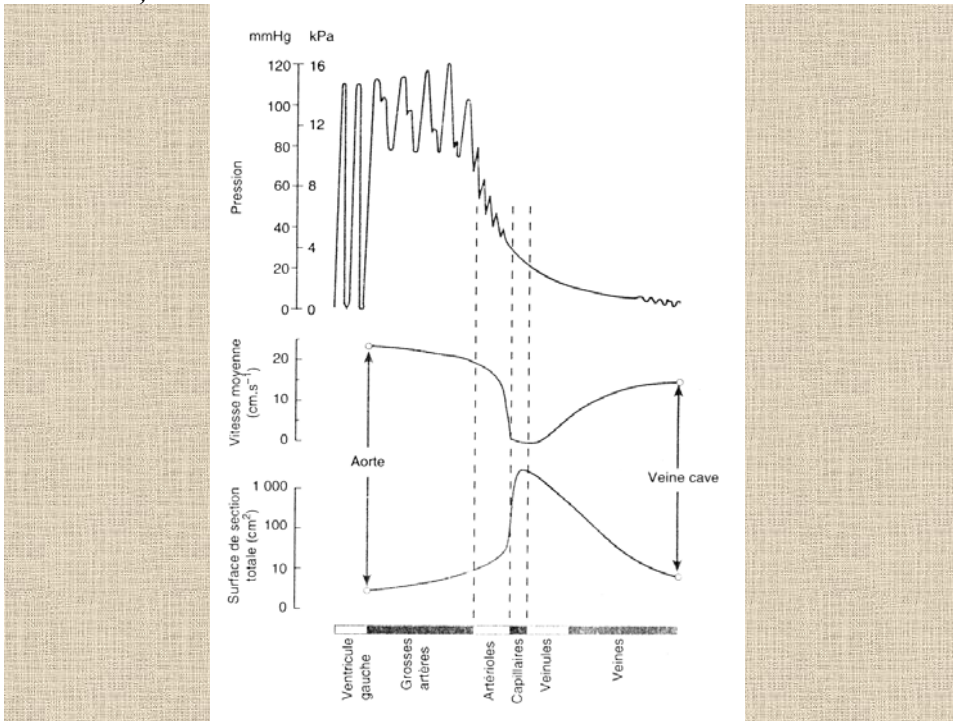 mmHg kPa
120 16
100
12
80
60 8
40
4
20
0 0
Pression
20
10
0
Vitesse moyenne
(cm.s⁻¹)
Aorte
Veine cave
1 000
100
10
0
Surface de section
totale (cm²)
Ventricule
gauche
Grosses
artères
Artérioles
Capillaires
Veinules
Veines